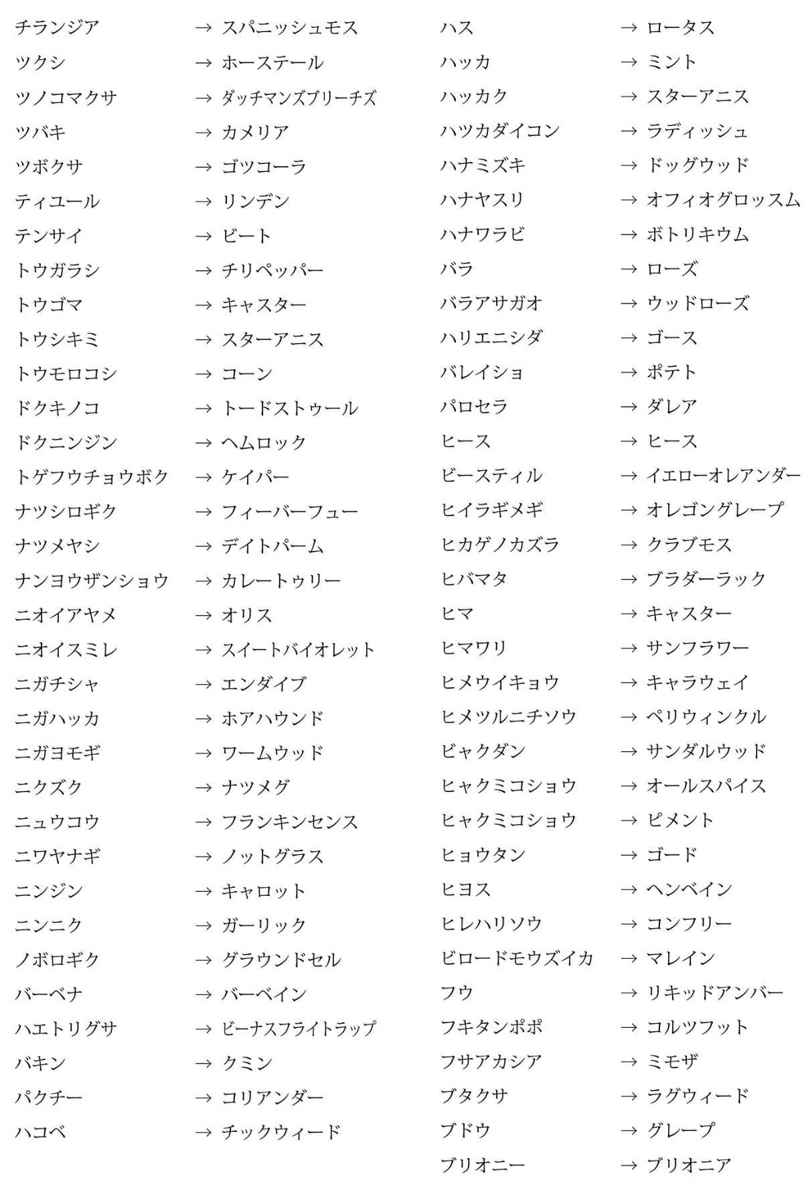 チランジア → スパニッシュモス
ツクシ → ホーステール
ツノコマクサ → ダッチマンズブリーチズ
ツバキ → カメリア
ツボクサ → ゴツコーラ
ティユール → リンデン
テンサイ → ビート
トウガラシ → チリペッパー
トウゴマ → キャスター
トウシキミ → スターアニス
トウモロコシ → コーン
ドクキノコ → トードストゥール
ドクニンジン → ヘムロック
トゲフウチョウボク → ケイパー
ナツシロギク → フィーバーフュー
ナツメヤシ → デイトパーム
ナンヨウザンショウ → カレートゥリー
ニオイアヤメ → オリス
ニオイスミレ → スイートバイオレット
ニガチシャ → エンダイブ
ニガハッカ → ホアハウンド
ニガヨモギ → ワームウッド
ニクズク → ナツメグ
ニュウコウ → フランキンセンス
ニワヤナギ → ノットグラス
ニンジン → キャロット
ニンニク → ガーリック
ノボロギク → グラウンドセル
バーベナ → バーベイン
ハエトリグサ → ビーナスフライトラップ
バキン → クミン
パクチー → コリアンダー
ハコベ → チックウィード
ハス → ロータス
ハッカ → ミント
ハッカク → スターアニス
ハツカダイコン → ラディッシュ
ハナミズキ → ドッグウッド
ハナヤスリ → オフィオグロッスム
ハナワラビ → ボトリキウム
バラ → ローズ
バラアサガオ → ウッドローズ
ハリエニシダ → ゴース
バレイショ → ポテト
パロセラ → ダレア
ヒース → ヒース
ビースティル → イエローオレアンダー
ヒイラギメギ → オレゴングレープ
ヒカゲノカズラ → クラブモス
ヒバマタ → ブラダーラック
ヒマ → キャスター
ヒマワリ → サンフラワー
ヒメウイキョウ → キャラウェイ
ヒメツルニチソウ → ペリウィンクル
ビャクダン → サンダルウッド
ヒャクミコショウ → オールスパイス
ヒャクミコショウ → ピメント
ヒョウタン → ゴード
ヒヨス → ヘンベイン
ヒレハリソウ → コンフリー
ビロードモウズイカ → マレイン
フウ → リキッドアンバー
フキタンポポ → コルツフット
フサアカシア → ミモザ
ブタクサ → ラグウィード
ブドウ → グレープ
ブリオニー → ブリオニア